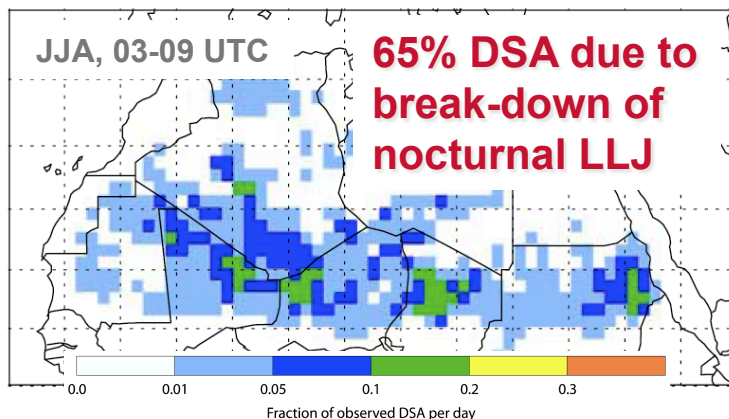 JJA, 03-09 UTC
65% DSA due to
break-down of
nocturnal LLJ
0.0 0.01 0.05 0.1 0.2 0.3
Fraction of observed DSA per day